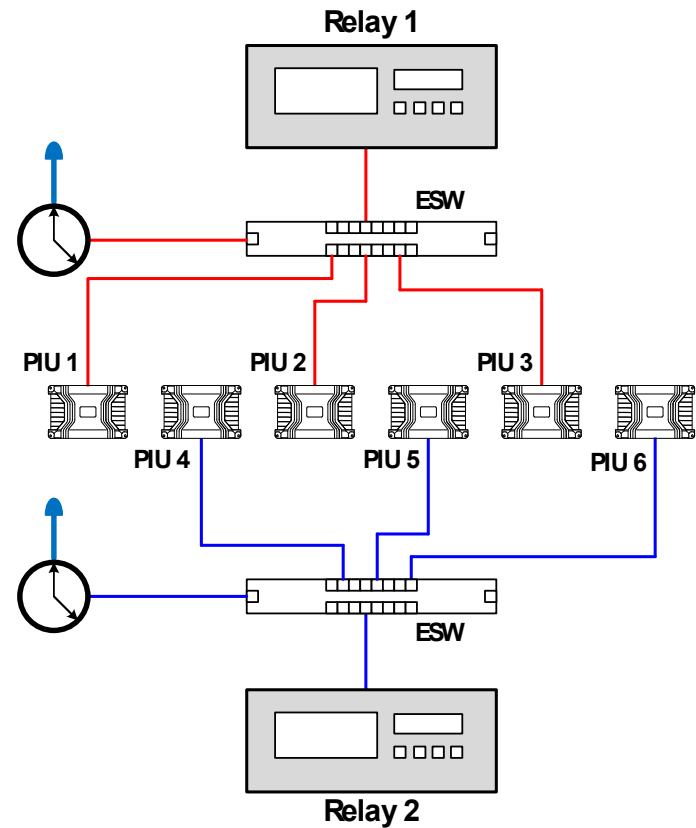 Relay 1
ESW
PIU 1
PIU 2
PIU 3
PIU 4
PIU 5
PIU 6
ESW
Relay 2